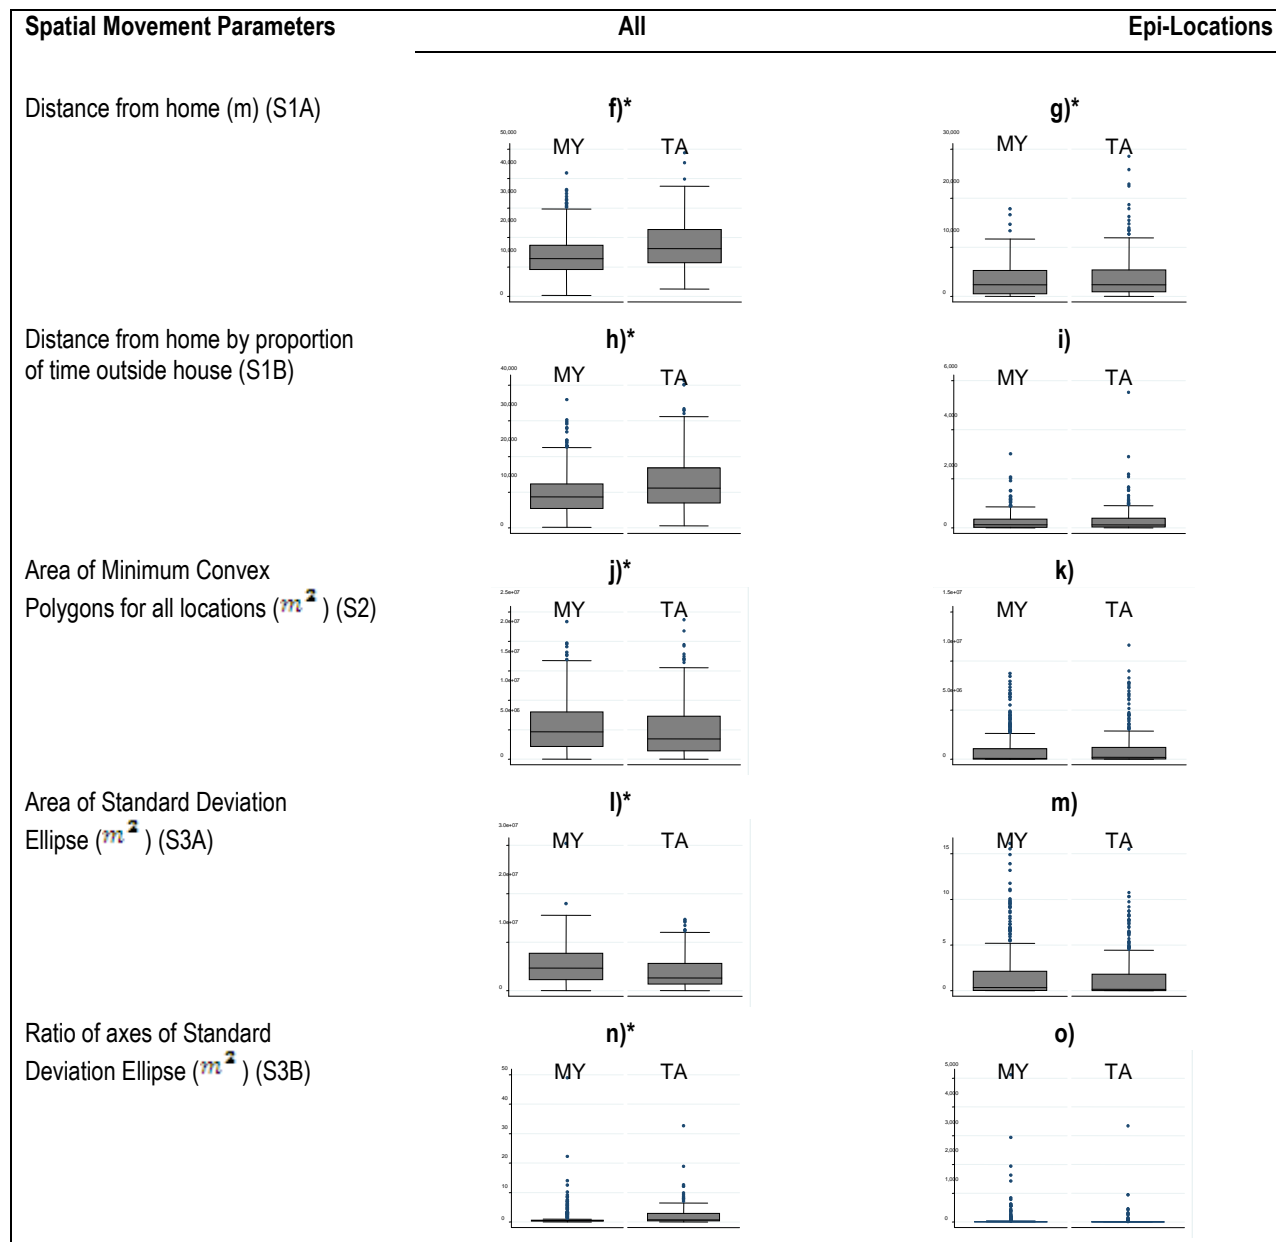 Spatial Movement Parameters All Epi-Locations
Distance from home (m) (S1A) f)* g)*
50,000
40,000
30,000
20,000
10,000
0
MY TA
30,000
20,000
10,000
0
MY TA
Distance from home by proportion
of time outside house (S1B)
h)* i)
40,000
30,000
20,000
10,000
0
MY TA
6,000
4,000
2,000
0
MY TA
Area of Minimum Convex
Polygons for all locations (m²) (S2)
j)* k)
2.5e+07
2.0e+07
1.5e+07
1.0e+07
5.0e+06
0
MY TA
1.5e+07
1.0e+07
5.0e+06
0
MY TA
Area of Standard Deviation
Ellipse (m²) (S3A)
l)* m)
3.0e+07
2.0e+07
1.0e+07
0
MY TA
15
10
5
0
MY TA
Ratio of axes of Standard
Deviation Ellipse (m²) (S3B)
n)* o)
50
40
30
20
10
0
MY TA
5,000
4,000
3,000
2,000
1,000
0
MY TA